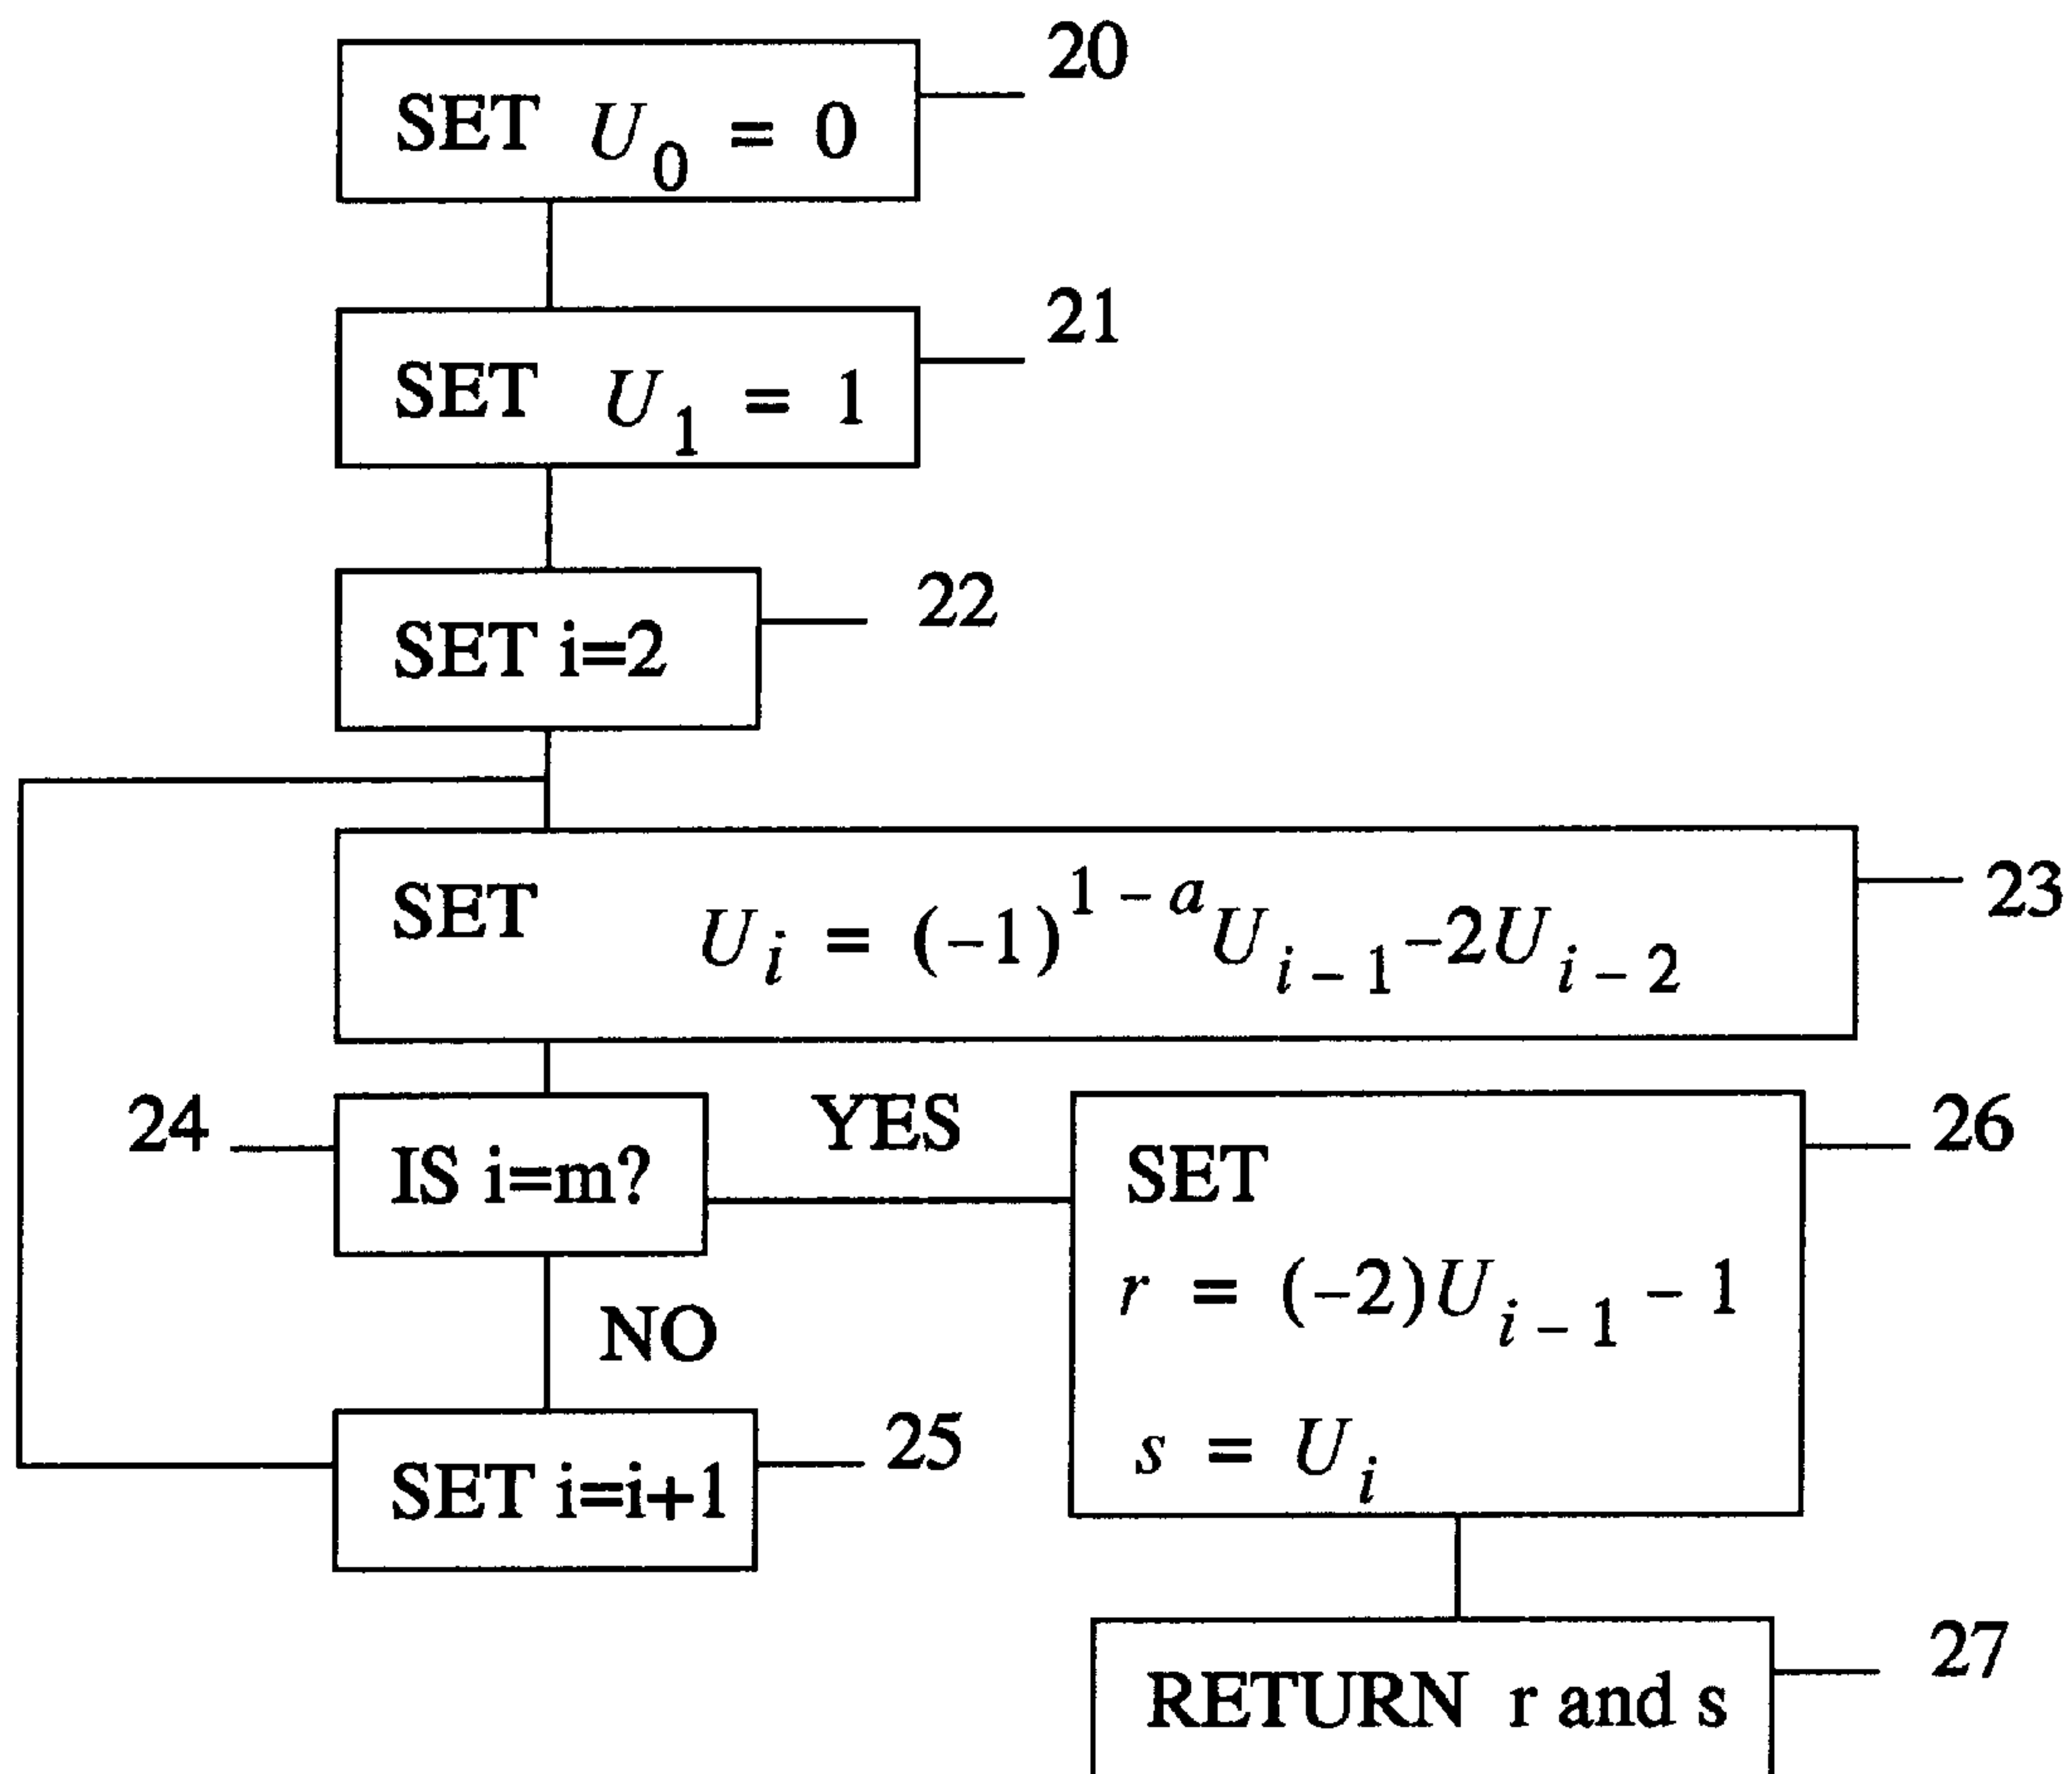 20
SET U₀ = 0
21
SET U₁ = 1
22
SET i=2
23
SET Uᵢ = (−1)¹⁻ᵃUᵢ₋₁−2Uᵢ₋₂
24
IS i=m?
YES
26
SET
r = (−2)Uᵢ₋₁ − 1
s = Uᵢ
NO
25
SET i=i+1
27
RETURN r and s